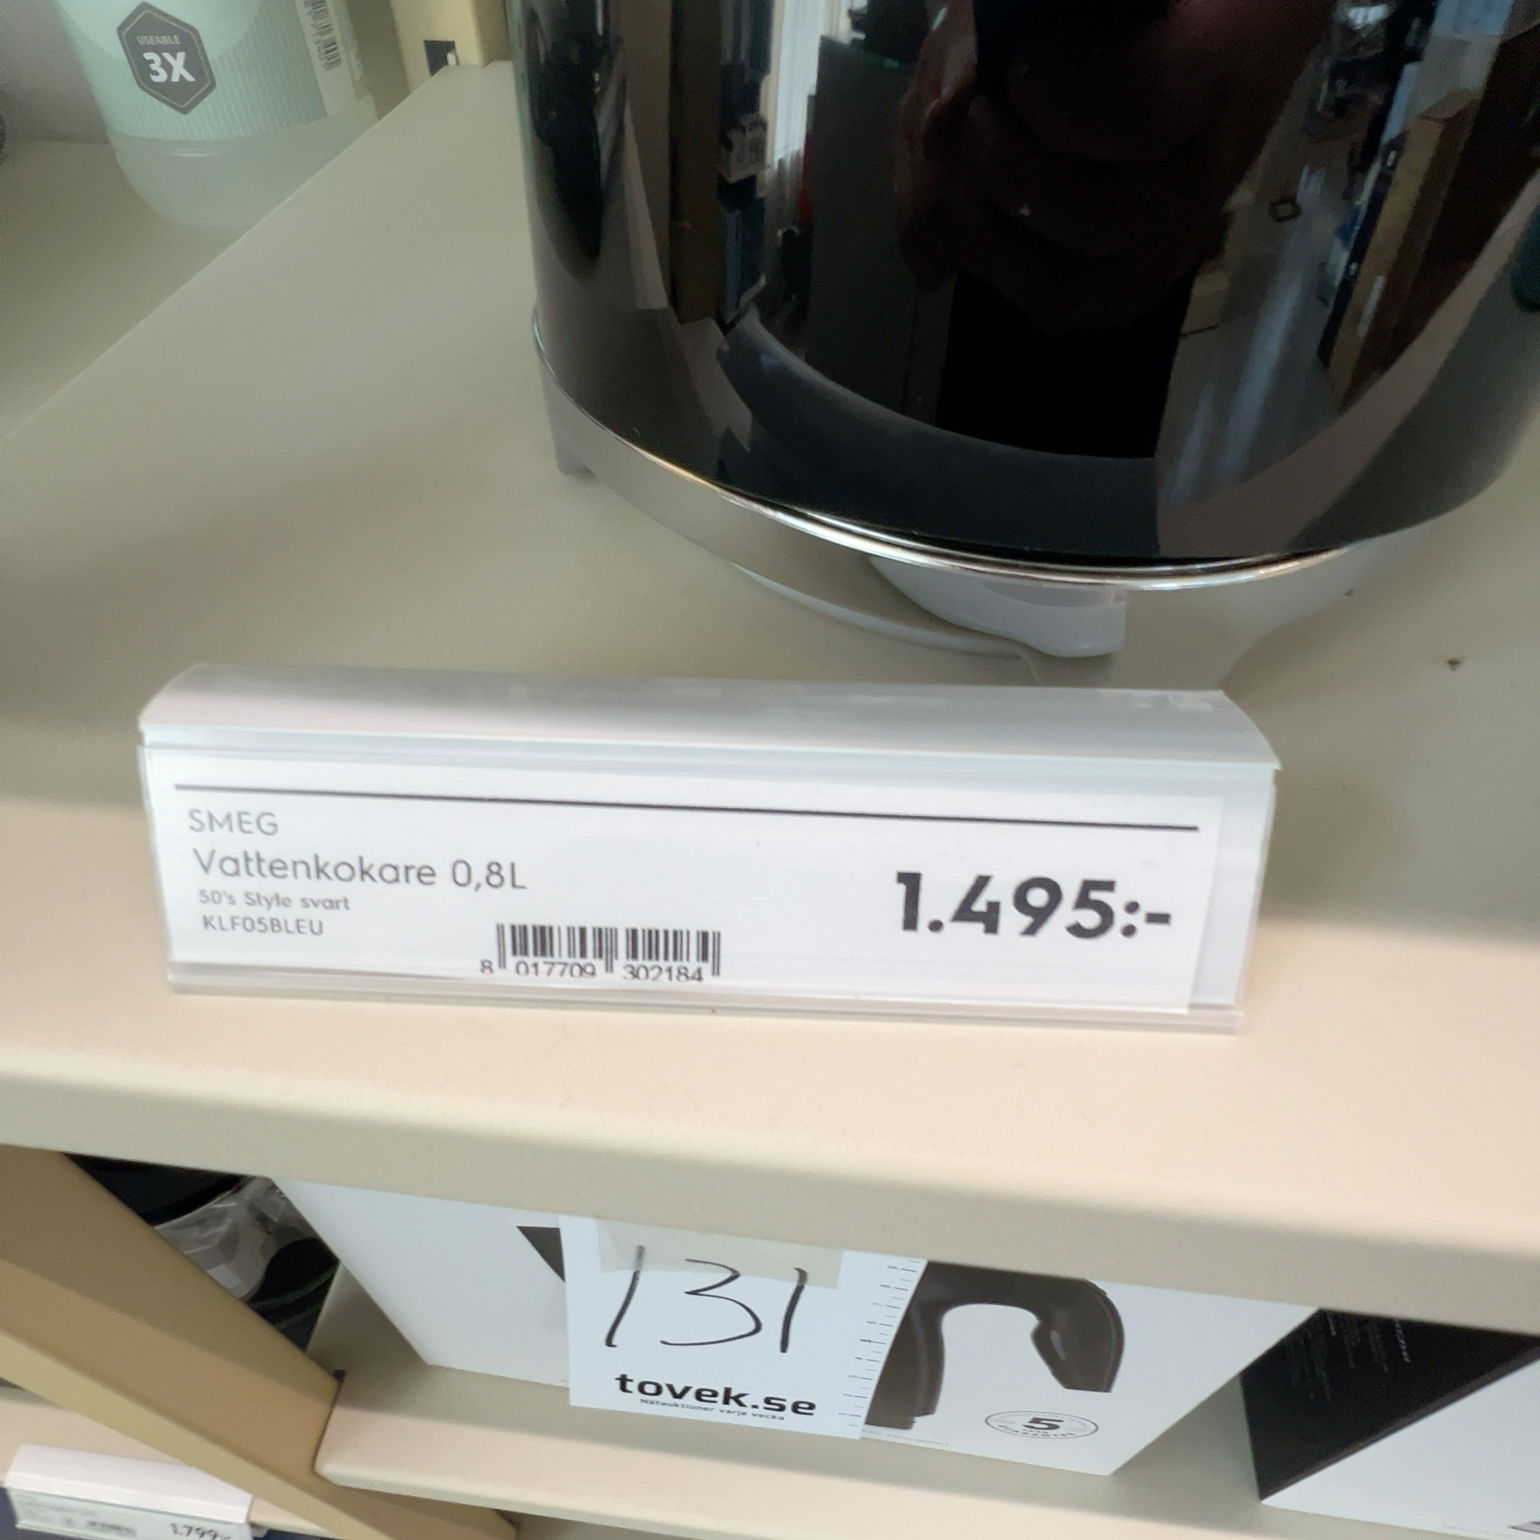 USEABLE
3X
SMEG
Vattenkokare 0,8L
50's Style svart
KLF05BLEU
1.495:-
8 017709 302184
131
tovek.se
Nätauktioner varje vecka
5
1.799:-